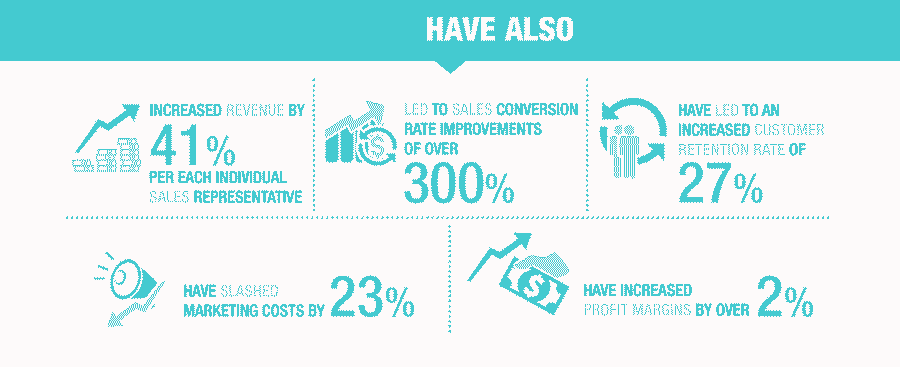 HAVE ALSO
INCREASED REVENUE BY
41%
PER EACH INDIVIDUAL
SALES REPRESENTATIVE
LED TO SALES CONVERSION
RATE IMPROVEMENTS
OF OVER
300%
HAVE LED TO AN
INCREASED CUSTOMER
RETENTION RATE OF
27%
HAVE SLASHED
MARKETING COSTS BY 23%
HAVE INCREASED
PROFIT MARGINS BY OVER 2%